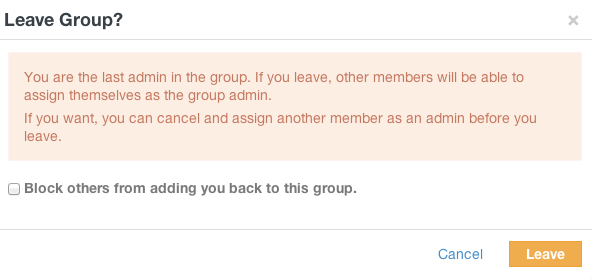 Leave Group?
×
You are the last admin in the group. If you leave, other members will be able to
assign themselves as the group admin.
If you want, you can cancel and assign another member as an admin before you
leave.
Block others from adding you back to this group.
Cancel
Leave